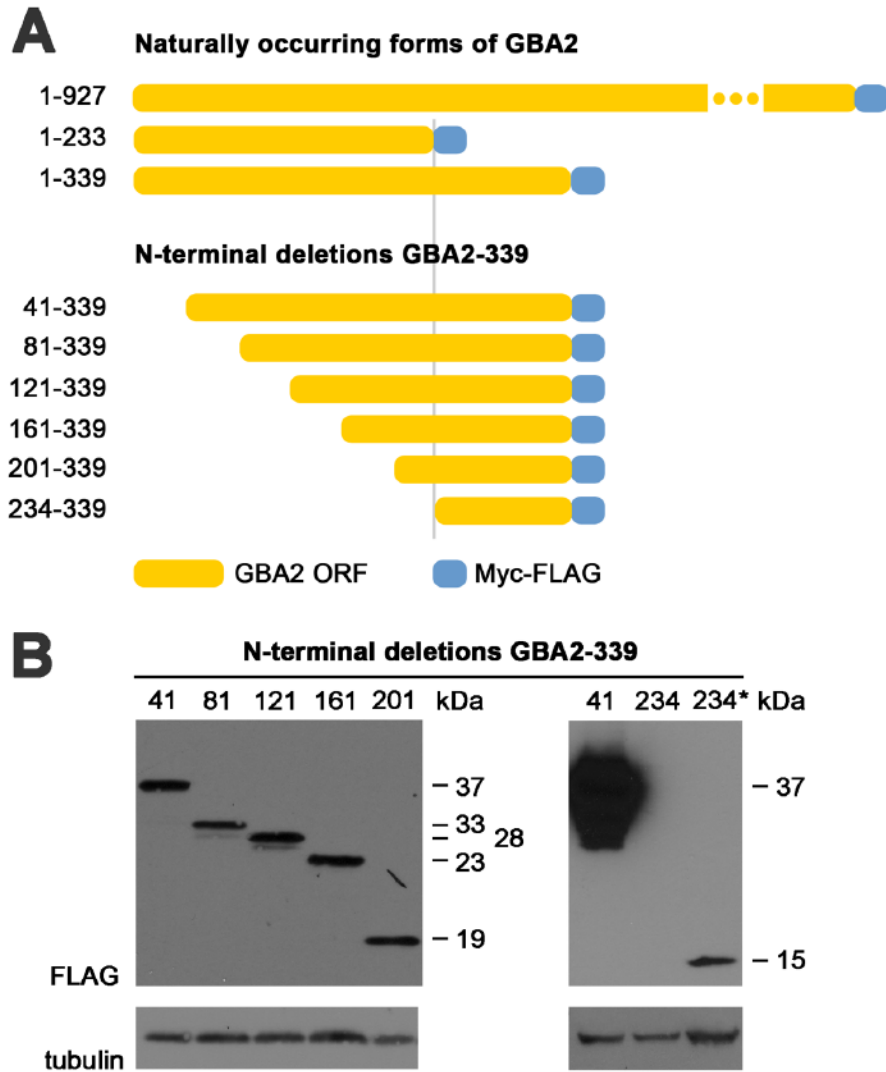 A
Naturally occurring forms of GBA2
1-927
1-233
1-339
N-terminal deletions GBA2-339
41-339
81-339
121-339
161-339
201-339
234-339
GBA2 ORF Myc-FLAG
B
N-terminal deletions GBA2-339
41 81 121 161 201 kDa 41 234 234* kDa
– 37 – 37
– 33
– 28
– 23
– 19 – 15
FLAG
tubulin